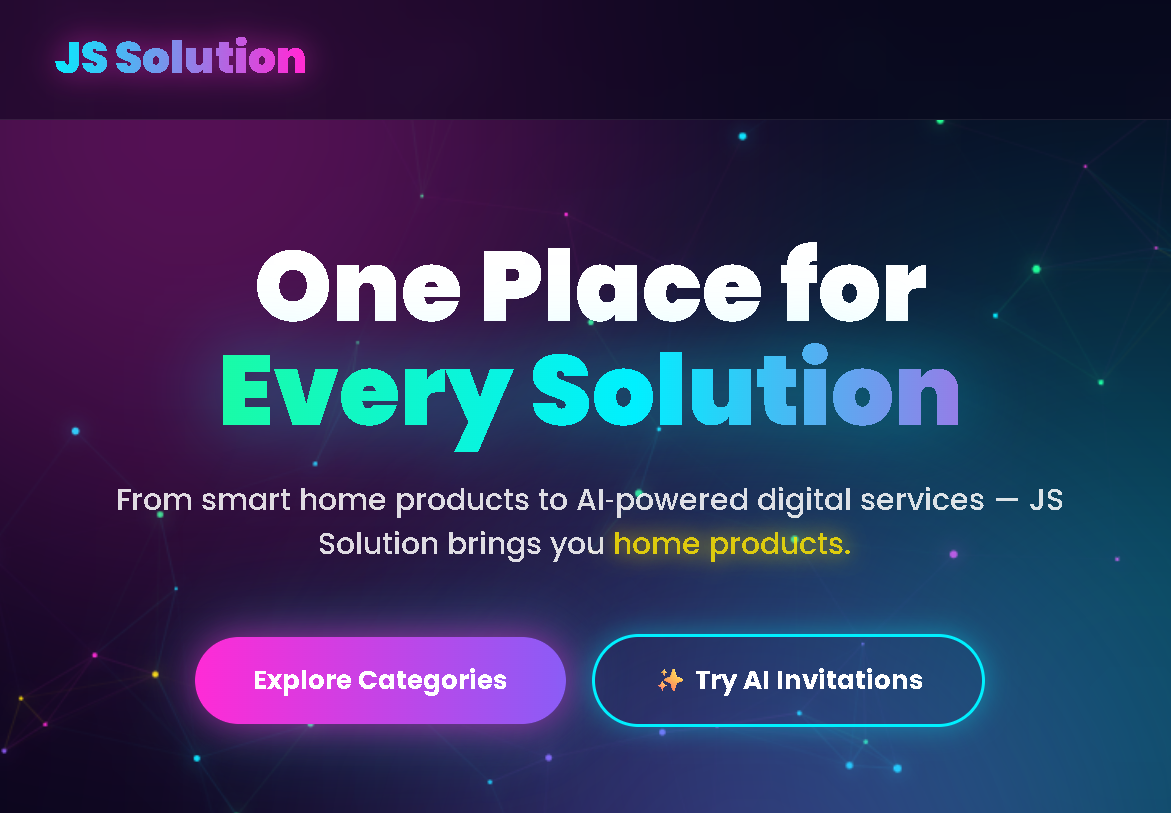 JS Solution
One Place for
Every Solution
From smart home products to AI-powered digital services — JS
Solution brings you home products.
Explore Categories
✨ Try AI Invitations